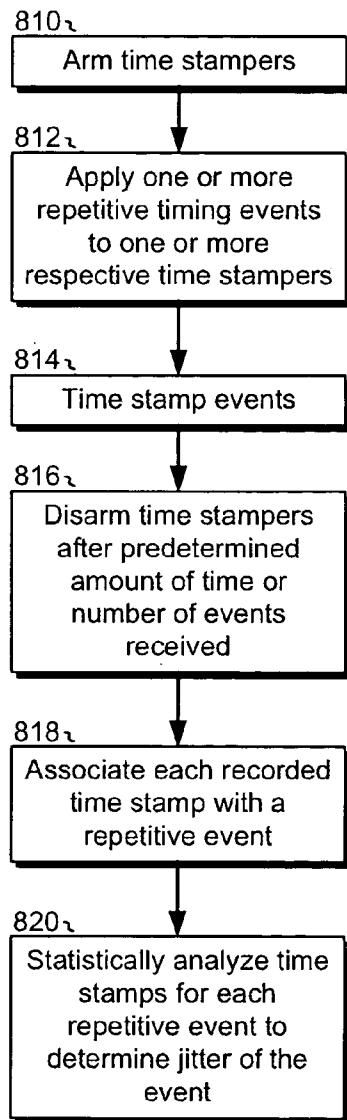 810
Arm time stampers
812
Apply one or more
repetitive timing events
to one or more
respective time stampers
814
Time stamp events
816
Disarm time stampers
after predetermined
amount of time or
number of events
received
818
Associate each recorded
time stamp with a
repetitive event
820
Statistically analyze time
stamps for each
repetitive event to
determine jitter of the
event